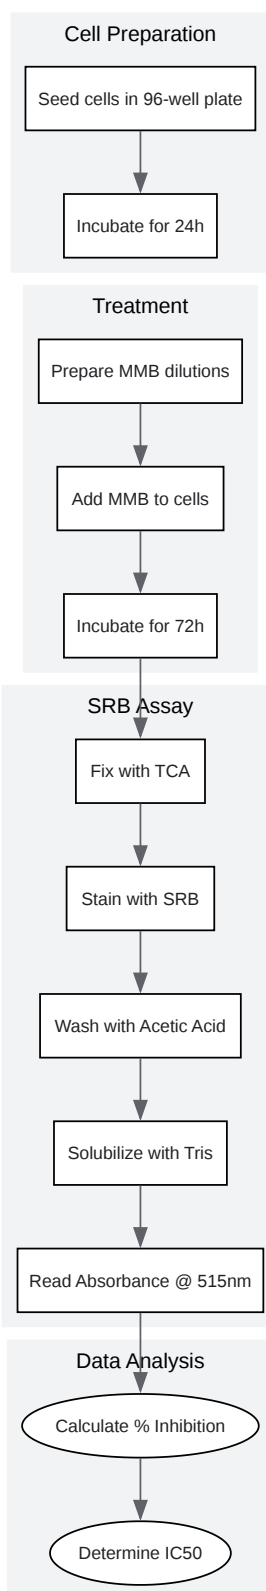 Cell Preparation
Seed cells in 96-well plate
Incubate for 24h
Treatment
Prepare MMB dilutions
Add MMB to cells
Incubate for 72h
SRB Assay
Fix with TCA
Stain with SRB
Wash with Acetic Acid
Solubilize with Tris
Read Absorbance @ 515nm
Data Analysis
Calculate % Inhibition
Determine IC50